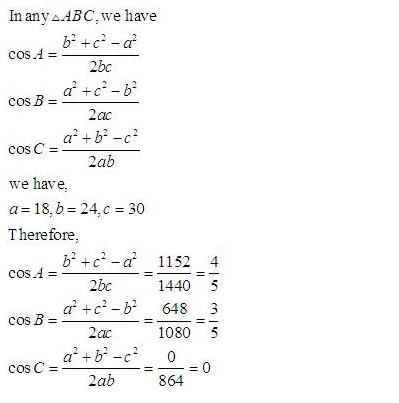 In any △ABC, we have
cos A = (b² + c² − a²)/2bc
cos B = (a² + c² − b²)/2ac
cos C = (a² + b² − c²)/2ab
we have,
a = 18, b = 24, c = 30
Therefore,
cos A = (b² + c² − a²)/2bc = 1152/1440 = 4/5
cos B = (a² + c² − b²)/2ac = 648/1080 = 3/5
cos C = (a² + b² − c²)/2ab = 0/864 = 0